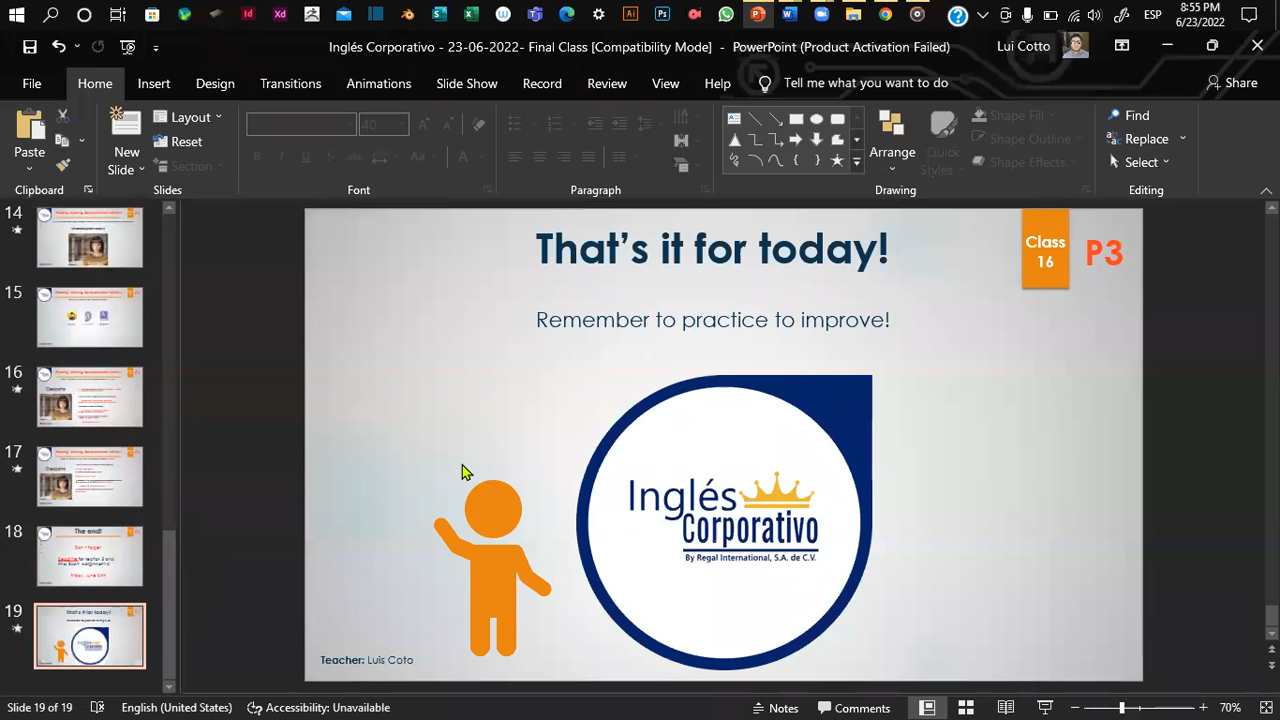 ESP
8:55 PM
6/23/2022
Inglés Corporativo - 23-06-2022- Final Class [Compatibility Mode] - PowerPoint (Product Activation Failed)
Lui Cotto
File Home Insert Design Transitions Animations Slide Show Record Review View Help Tell me what you want to do Share
Paste
New Slide
Layout
Reset
Section
40
Arrange
Quick Styles
Shape Fill
Shape Outline
Shape Effects
Find
Replace
Select
Clipboard Slides Font Paragraph Drawing Editing
14
15
16
17
18
The end!
19
That's it for today!
Class
16
P3
Remember to practice to improve!
Inglés
Corporativo
By Regal International, S.A. de C.V.
Teacher: Luis Coto
Slide 19 of 19 English (United States) Accessibility: Unavailable Notes Comments 70%